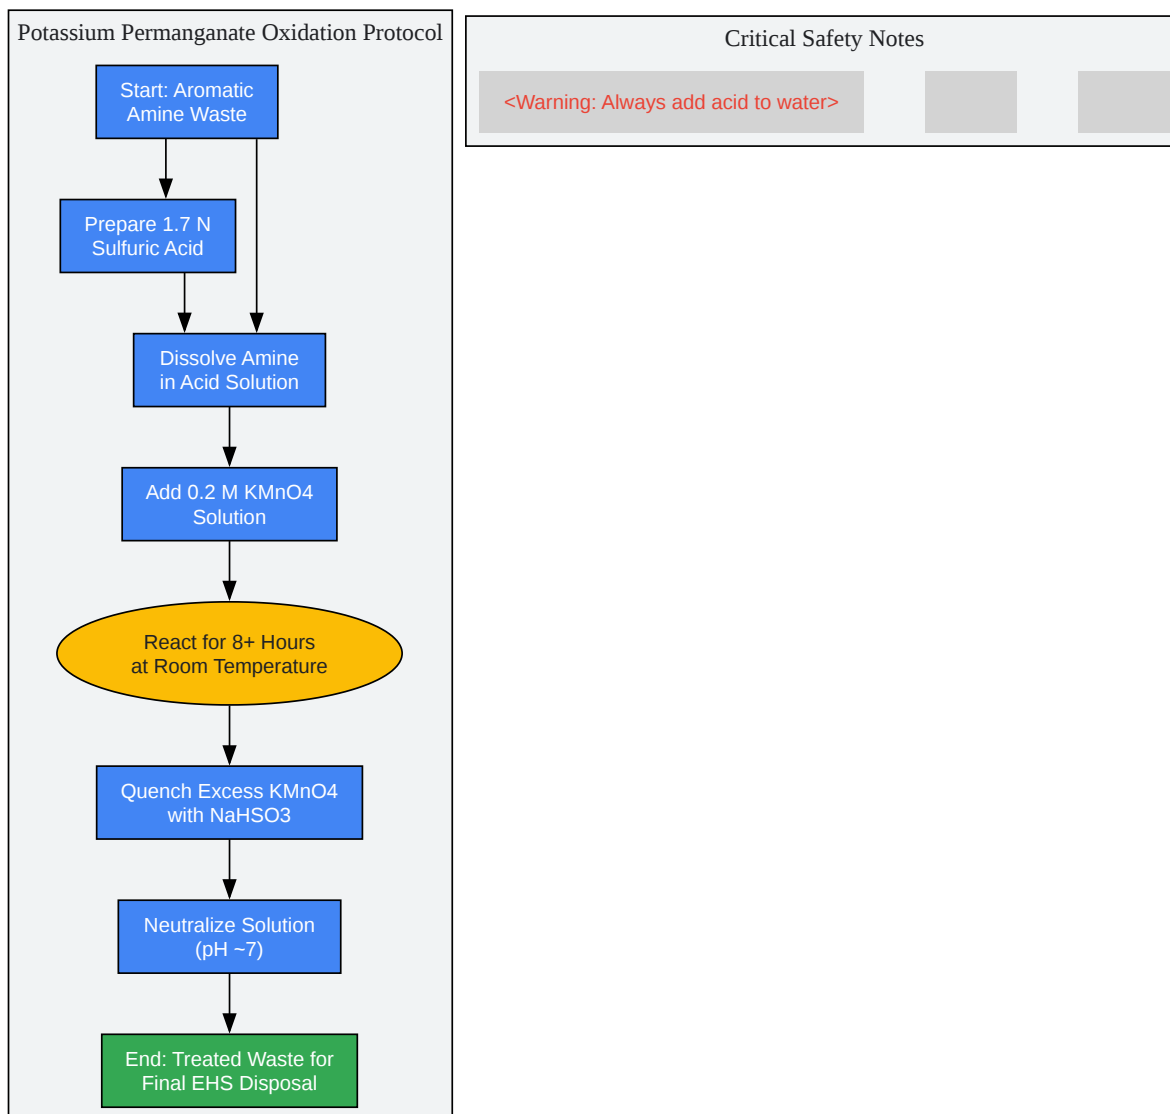 Potassium Permanganate Oxidation Protocol
Start: Aromatic
Amine Waste
Prepare 1.7 N
Sulfuric Acid
Dissolve Amine
in Acid Solution
Add 0.2 M KMnO4
Solution
React for 8+ Hours
at Room Temperature
Quench Excess KMnO4
with NaHSO3
Neutralize Solution
(pH ~7)
End: Treated Waste for
Final EHS Disposal
Critical Safety Notes
<Warning: Always add acid to water>